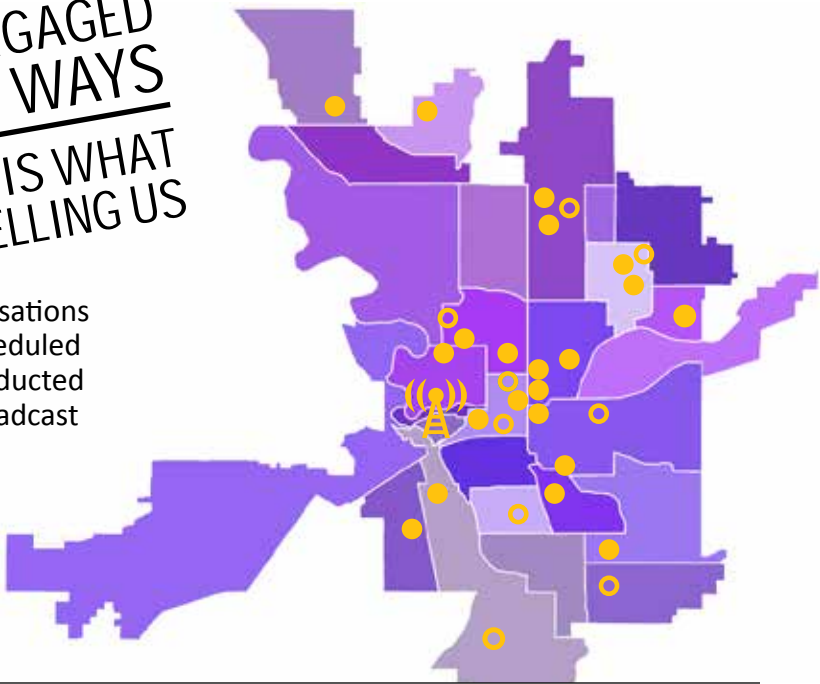 GAGED
WAYS
IS WHAT
ELLING US
sations
eduled
ducted
adcast